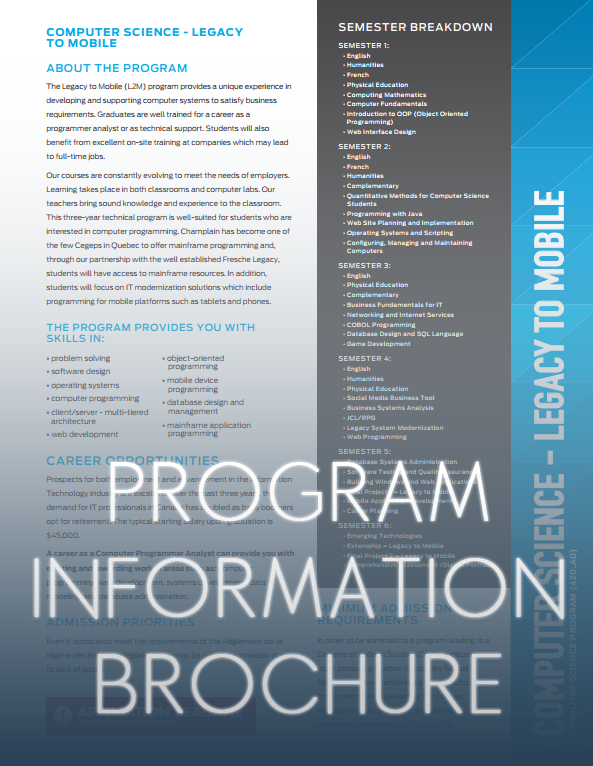 COMPUTER SCIENCE - LEGACY
TO MOBILE
ABOUT THE PROGRAM
The Legacy to Mobile (L2M) program provides a unique experience in
developing and supporting computer systems to satisfy business
requirements. Graduates are well trained for a career as a
programmer analyst or as technical support. Students will also
benefit from excellent on-site training at companies which may lead
to full-time jobs.
Our courses are constantly evolving to meet the needs of employers.
Learning takes place in both classrooms and computer labs. Our
teachers bring sound knowledge and experience to the classroom.
This three-year technical program is well-suited for students who are
interested in computer programming. Champlain has become one of
the few Cegeps in Quebec to offer mainframe programming and,
through our partnership with the well established Fresche Legacy,
students will have access to mainframe resources. In addition,
students will focus on IT modernization solutions which include
programming for mobile platforms such as tablets and phones.
THE PROGRAM PROVIDES YOU WITH
SKILLS IN:
• problem solving
• software design
• operating systems
• computer programming
• client/server - multi-tiered
architecture
• web development
• object-oriented
programming
• mobile device
programming
• database design and
management
• mainframe application
programming
CAREER OPPORTUNITIES
Prospects for both employment and advancement in the Information
Technology industry are excellent. Over the past three years, the
demand for IT professionals in Canada has doubled as baby boomers
opt for retirement. The typical starting salary upon graduation is
$45,000.
A career as a Computer Programmer Analyst can provide you with
exciting and rewarding work in areas such as: computer
programming, web development, systems development, data
modeling and database administration.
ADMISSION PRIORITIES
Even if applicants meet the requirements of the Règlement sur le
SEMESTER BREAKDOWN
SEMESTER 1:
• English
• Humanities
• French
• Physical Education
• Computing Mathematics
• Computer Fundamentals
• Introduction to OOP (Object Oriented
Programming)
• Web Interface Design
SEMESTER 2:
• English
• French
• Humanities
• Complementary
• Quantitative Methods for Computer Science
Students
• Programming with Java
• Web Site Planning and Implementation
• Operating Systems and Scripting
• Configuring, Managing and Maintaining
Computers
SEMESTER 3:
• English
• Physical Education
• Complementary
• Business Fundamentals for IT
• Networking and Internet Services
• COBOL Programming
• Database Design and SQL Language
• Game Development
SEMESTER 4:
• English
• Humanities
• Physical Education
• Social Media Business Tool
• Business Systems Analysis
• JCL/RPG
• Legacy System Modernization
• Web Programming
SEMESTER 5:
• Database Systems Administration
• Software Testing and Quality Assurance
• Building Windows and Web Applications
• Final Project – Legacy to Mobile
• Mobile Application Development
• Career Planning
SEMESTER 6:
• Emerging Technologies
• Externship – Legacy to Mobile
• Final Project – Legacy to Mobile
• Comprehensive Assessment
MINIMUM ADMISSION
REQUIREMENTS
In order to be admitted to a program leading to a
APPLICATION DEADLINE
COMPUTER SCIENCE – LEGACY TO MOBILE
COMPUTER SCIENCE PROGRAM (420.A0)
PROGRAM
INFORMATION
BROCHURE